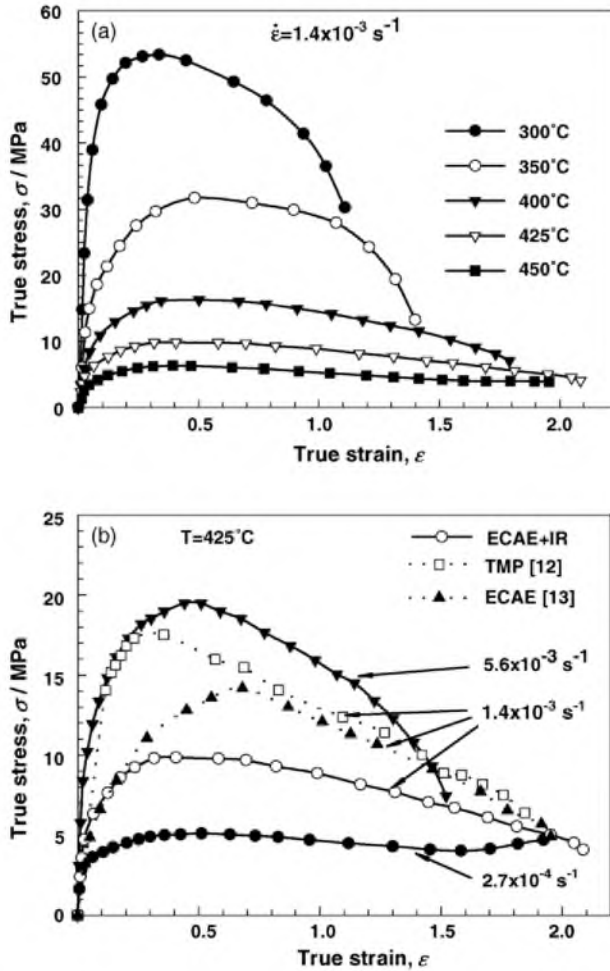 (a)
ε̇=1.4x10⁻³ s⁻¹
60
50
40
30
20
10
0
True stress, σ / MPa
300°C
350°C
400°C
425°C
450°C
0.5
1.0
1.5
2.0
True strain, ε
(b)
T=425°C
25
20
15
10
5
0
True stress, σ / MPa
ECAE+IR
TMP [12]
ECAE [13]
5.6x10⁻³ s⁻¹
1.4x10⁻³ s⁻¹
2.7x10⁻⁴ s⁻¹
0.5
1.0
1.5
2.0
True strain, ε